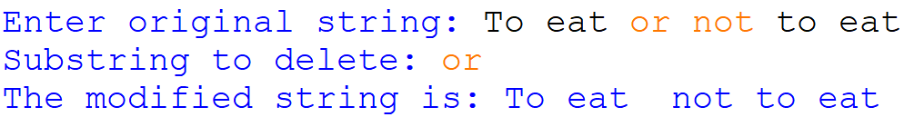 Enter original string: To eat or not to eat
Substring to delete: or
The modified string is: To eat  not to eat